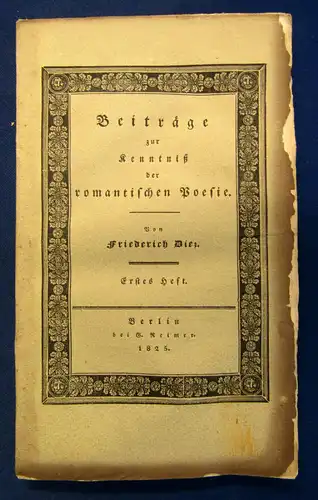 Beiträge
zur
Kenntniß
der
romantischen Poesie.
Von
Friederich Diez.
Erstes Heft.
Berlin
bei G. Reimer.
1825.